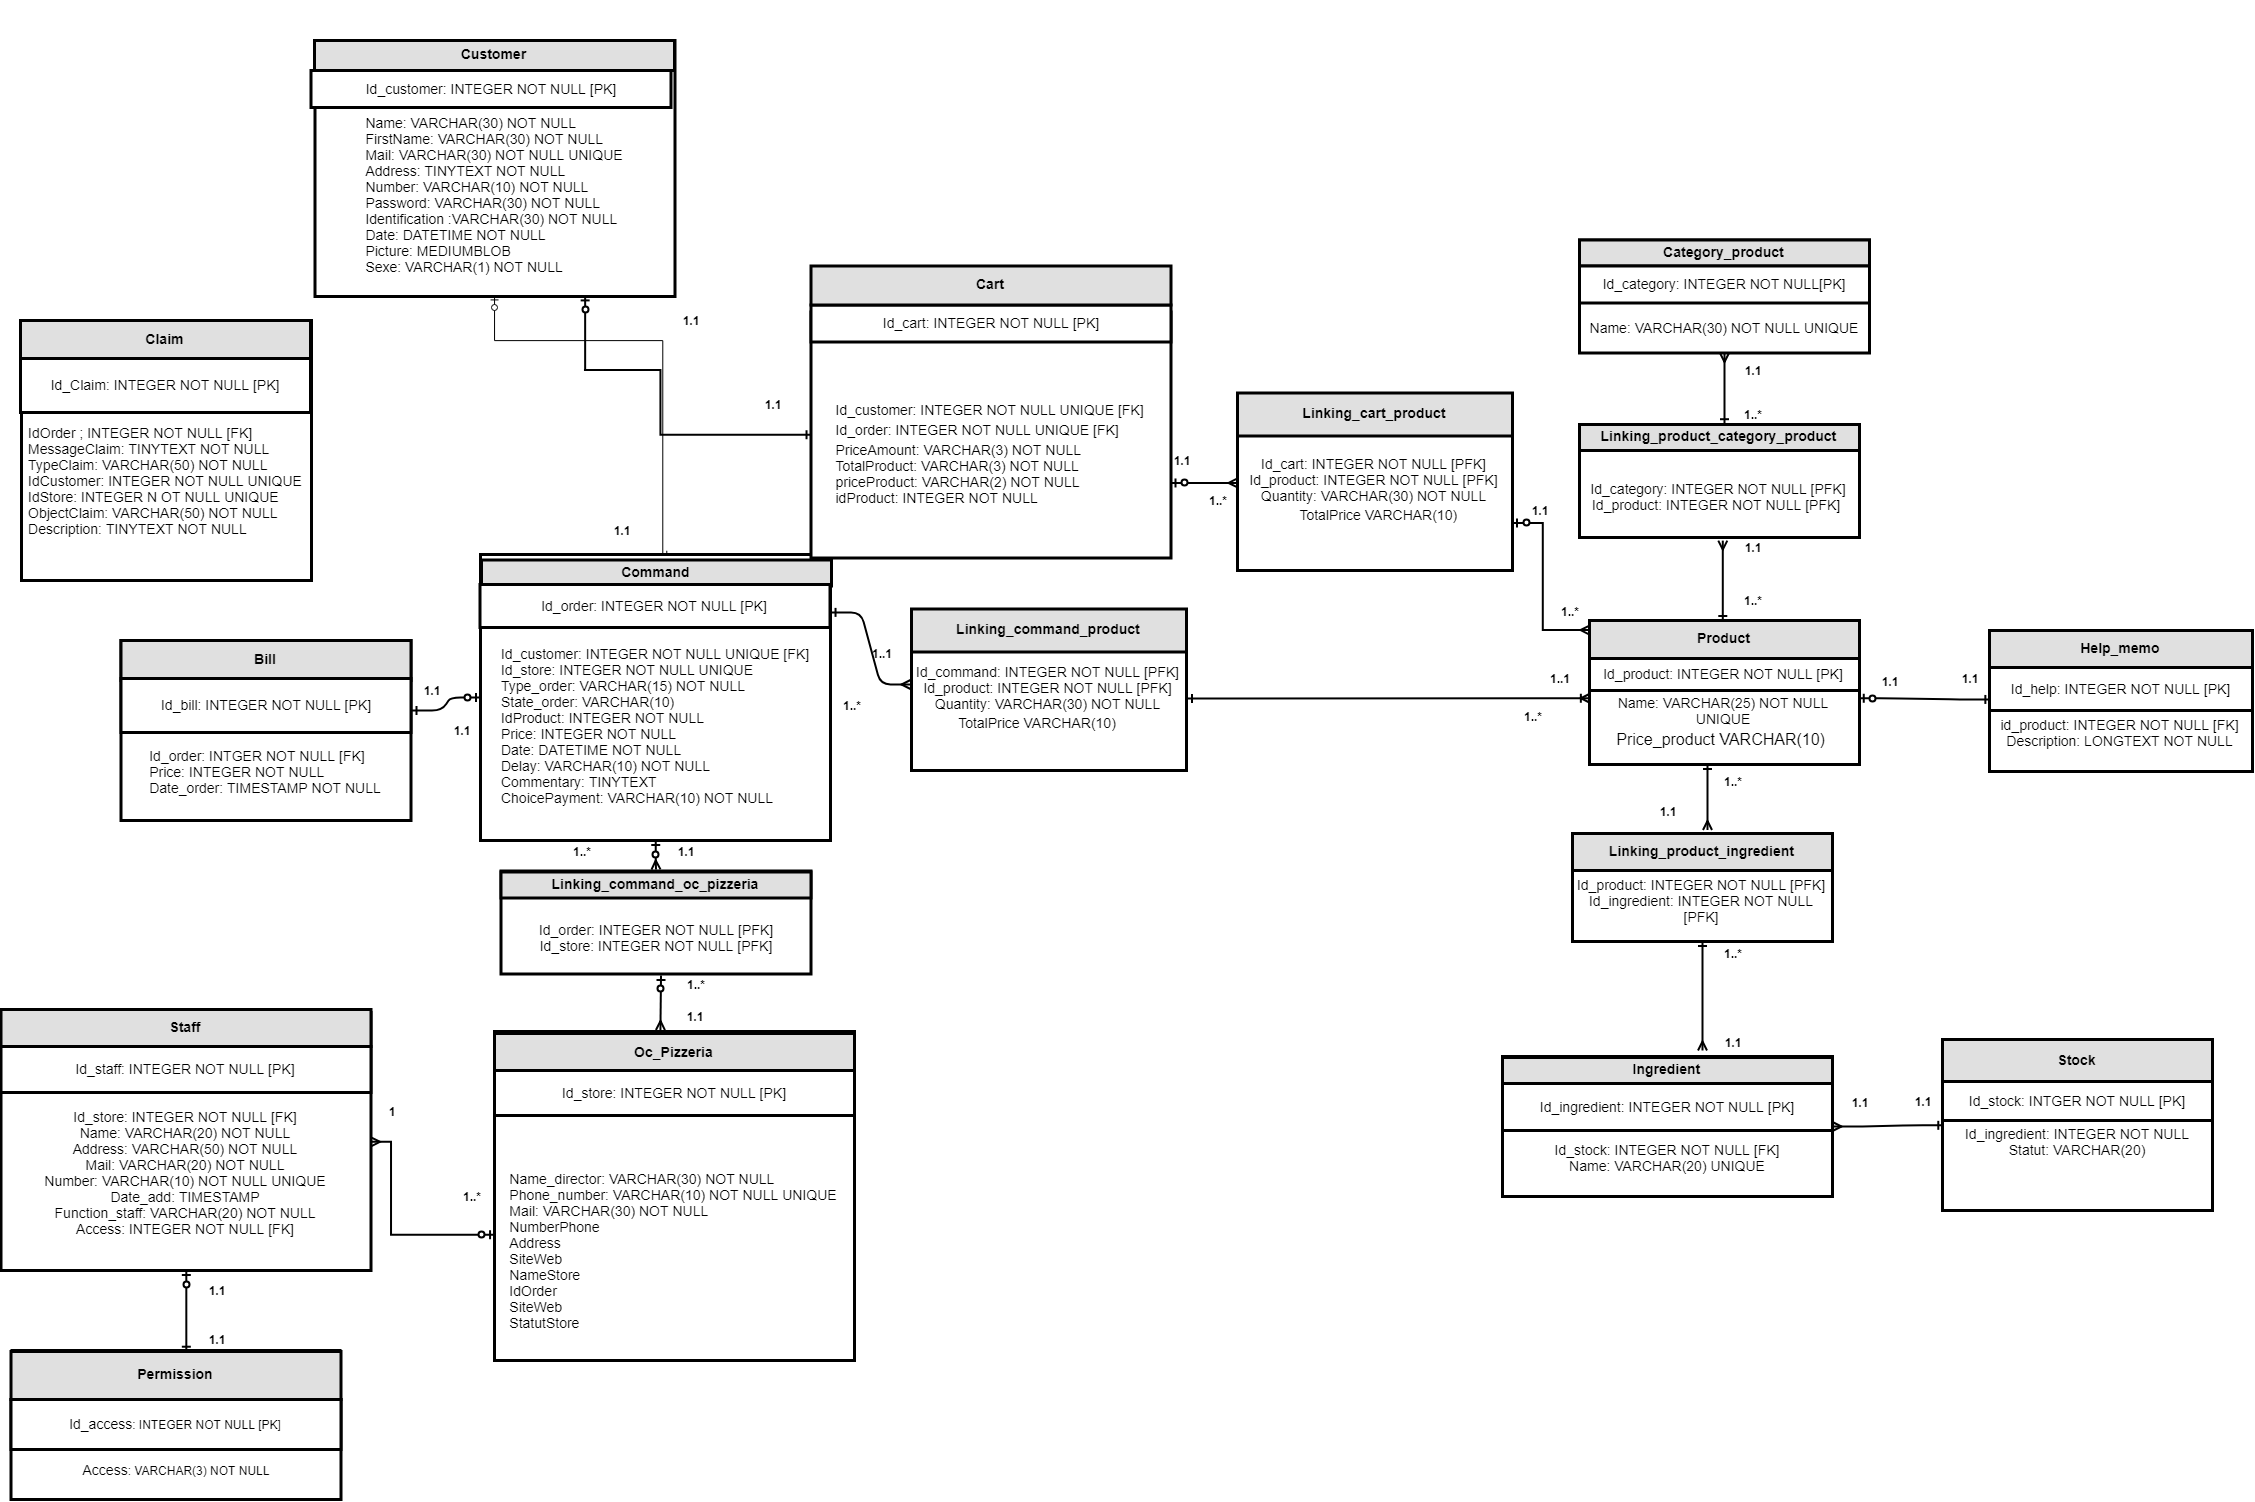 Customer
Id_customer: INTEGER NOT NULL [PK]
Name: VARCHAR(30) NOT NULL
FirstName: VARCHAR(30) NOT NULL
Mail: VARCHAR(30) NOT NULL UNIQUE
Address: TINYTEXT NOT NULL
Number: VARCHAR(10) NOT NULL
Password: VARCHAR(30) NOT NULL
Identification :VARCHAR(30) NOT NULL
Date: DATETIME NOT NULL
Picture: MEDIUMBLOB
Sexe: VARCHAR(1) NOT NULL
1.1
1.1
1.1
Claim
Id_Claim: INTEGER NOT NULL [PK]
IdOrder ; INTEGER NOT NULL [FK]
MessageClaim: TINYTEXT NOT NULL
TypeClaim: VARCHAR(50) NOT NULL
IdCustomer: INTEGER NOT NULL UNIQUE
IdStore: INTEGER N OT NULL UNIQUE
ObjectClaim: VARCHAR(50) NOT NULL
Description: TINYTEXT NOT NULL
Cart
Id_cart: INTEGER NOT NULL [PK]
Id_customer: INTEGER NOT NULL UNIQUE [FK]
Id_order: INTEGER NOT NULL UNIQUE [FK]
PriceAmount: VARCHAR(3) NOT NULL
TotalProduct: VARCHAR(3) NOT NULL
priceProduct: VARCHAR(2) NOT NULL
idProduct: INTEGER NOT NULL
1.1
1..*
Linking_cart_product
Id_cart: INTEGER NOT NULL [PFK]
Id_product: INTEGER NOT NULL [PFK]
Quantity: VARCHAR(30) NOT NULL
TotalPrice VARCHAR(10)
1.1
1..*
Category_product
Id_category: INTEGER NOT NULL[PK]
Name: VARCHAR(30) NOT NULL UNIQUE
1.1
1..*
Linking_product_category_product
Id_category: INTEGER NOT NULL [PFK]
Id_product: INTEGER NOT NULL [PFK]
1.1
1..*
Command
Id_order: INTEGER NOT NULL [PK]
Id_customer: INTEGER NOT NULL UNIQUE [FK]
Id_store: INTEGER NOT NULL UNIQUE
Type_order: VARCHAR(15) NOT NULL
State_order: VARCHAR(10)
IdProduct: INTEGER NOT NULL
Price: INTEGER NOT NULL
Date: DATETIME NOT NULL
Delay: VARCHAR(10) NOT NULL
Commentary: TINYTEXT
ChoicePayment: VARCHAR(10) NOT NULL
1..1
1..*
Linking_command_product
Id_command: INTEGER NOT NULL [PFK]
Id_product: INTEGER NOT NULL [PFK]
Quantity: VARCHAR(30) NOT NULL
TotalPrice VARCHAR(10)
1..1
1..*
Product
Id_product: INTEGER NOT NULL [PK]
Name: VARCHAR(25) NOT NULL
UNIQUE
Price_product VARCHAR(10)
1.1
1.1
Help_memo
Id_help: INTEGER NOT NULL [PK]
id_product: INTEGER NOT NULL [FK]
Description: LONGTEXT NOT NULL
Bill
Id_bill: INTEGER NOT NULL [PK]
Id_order: INTGER NOT NULL [FK]
Price: INTEGER NOT NULL
Date_order: TIMESTAMP NOT NULL
1.1
1.1
1..*
1.1
Linking_command_oc_pizzeria
Id_order: INTEGER NOT NULL [PFK]
Id_store: INTEGER NOT NULL [PFK]
1..*
1.1
1..*
1.1
Linking_product_ingredient
Id_product: INTEGER NOT NULL [PFK]
Id_ingredient: INTEGER NOT NULL
[PFK]
1..*
1.1
Staff
Id_staff: INTEGER NOT NULL [PK]
Id_store: INTEGER NOT NULL [FK]
Name: VARCHAR(20) NOT NULL
Address: VARCHAR(50) NOT NULL
Mail: VARCHAR(20) NOT NULL
Number: VARCHAR(10) NOT NULL UNIQUE
Date_add: TIMESTAMP
Function_staff: VARCHAR(20) NOT NULL
Access: INTEGER NOT NULL [FK]
1
1..*
Oc_Pizzeria
Id_store: INTEGER NOT NULL [PK]
Name_director: VARCHAR(30) NOT NULL
Phone_number: VARCHAR(10) NOT NULL UNIQUE
Mail: VARCHAR(30) NOT NULL
NumberPhone
Address
SiteWeb
NameStore
IdOrder
SiteWeb
StatutStore
Ingredient
Id_ingredient: INTEGER NOT NULL [PK]
Id_stock: INTEGER NOT NULL [FK]
Name: VARCHAR(20) UNIQUE
1.1
1.1
Stock
Id_stock: INTGER NOT NULL [PK]
Id_ingredient: INTEGER NOT NULL
Statut: VARCHAR(20)
1.1
1.1
Permission
Id_access: INTEGER NOT NULL [PK]
Access: VARCHAR(3) NOT NULL